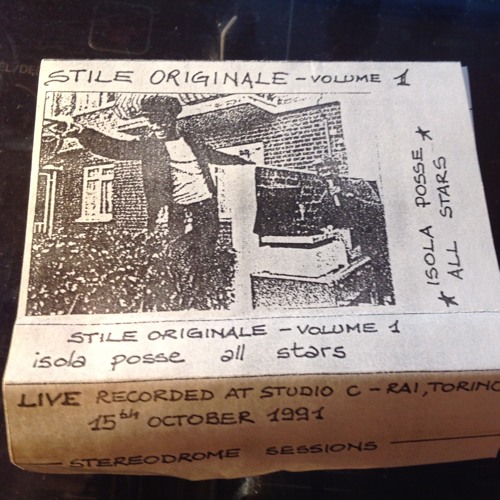 STILE ORIGINALE - VOLUME 1
★ ISOLA POSSE ★
ALL STARS
STILE ORIGINALE - VOLUME 1
isola posse all stars
LIVE RECORDED AT STUDIO C - RAI, TORINO
15th OCTOBER 1991
STEREODROME SESSIONS